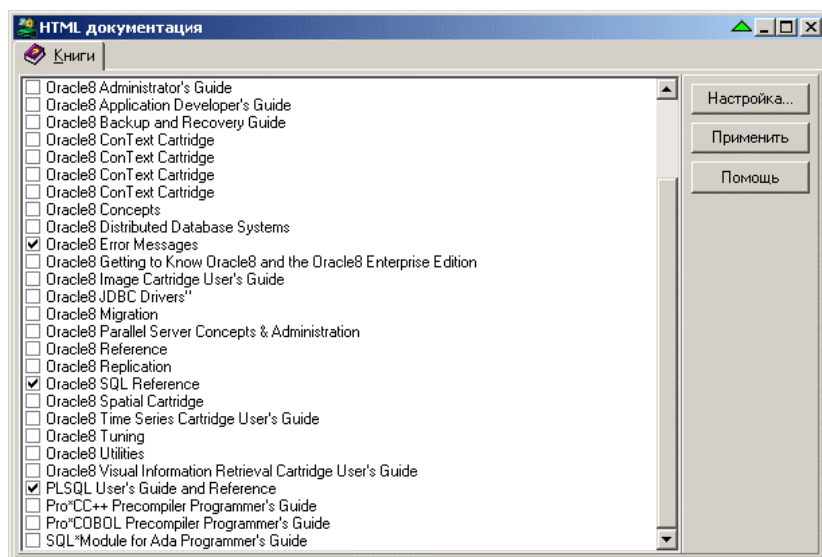 HTML документация
Книги
Oracle8 Administrator's Guide
Oracle8 Application Developer's Guide
Oracle8 Backup and Recovery Guide
Oracle8 ConText Cartridge
Oracle8 ConText Cartridge
Oracle8 ConText Cartridge
Oracle8 ConText Cartridge
Oracle8 Concepts
Oracle8 Distributed Database Systems
Oracle8 Error Messages
Oracle8 Getting to Know Oracle8 and the Oracle8 Enterprise Edition
Oracle8 Image Cartridge User's Guide
Oracle8 JDBC Drivers"
Oracle8 Migration
Oracle8 Parallel Server Concepts & Administration
Oracle8 Reference
Oracle8 Replication
Oracle8 SQL Reference
Oracle8 Spatial Cartridge
Oracle8 Time Series Cartridge User's Guide
Oracle8 Tuning
Oracle8 Utilities
Oracle8 Visual Information Retrieval Cartridge User's Guide
PLSQL User's Guide and Reference
Pro*CC++ Precompiler Programmer's Guide
Pro*COBOL Precompiler Programmer's Guide
SQL*Module for Ada Programmer's Guide
Настройка...
Применить
Помощь